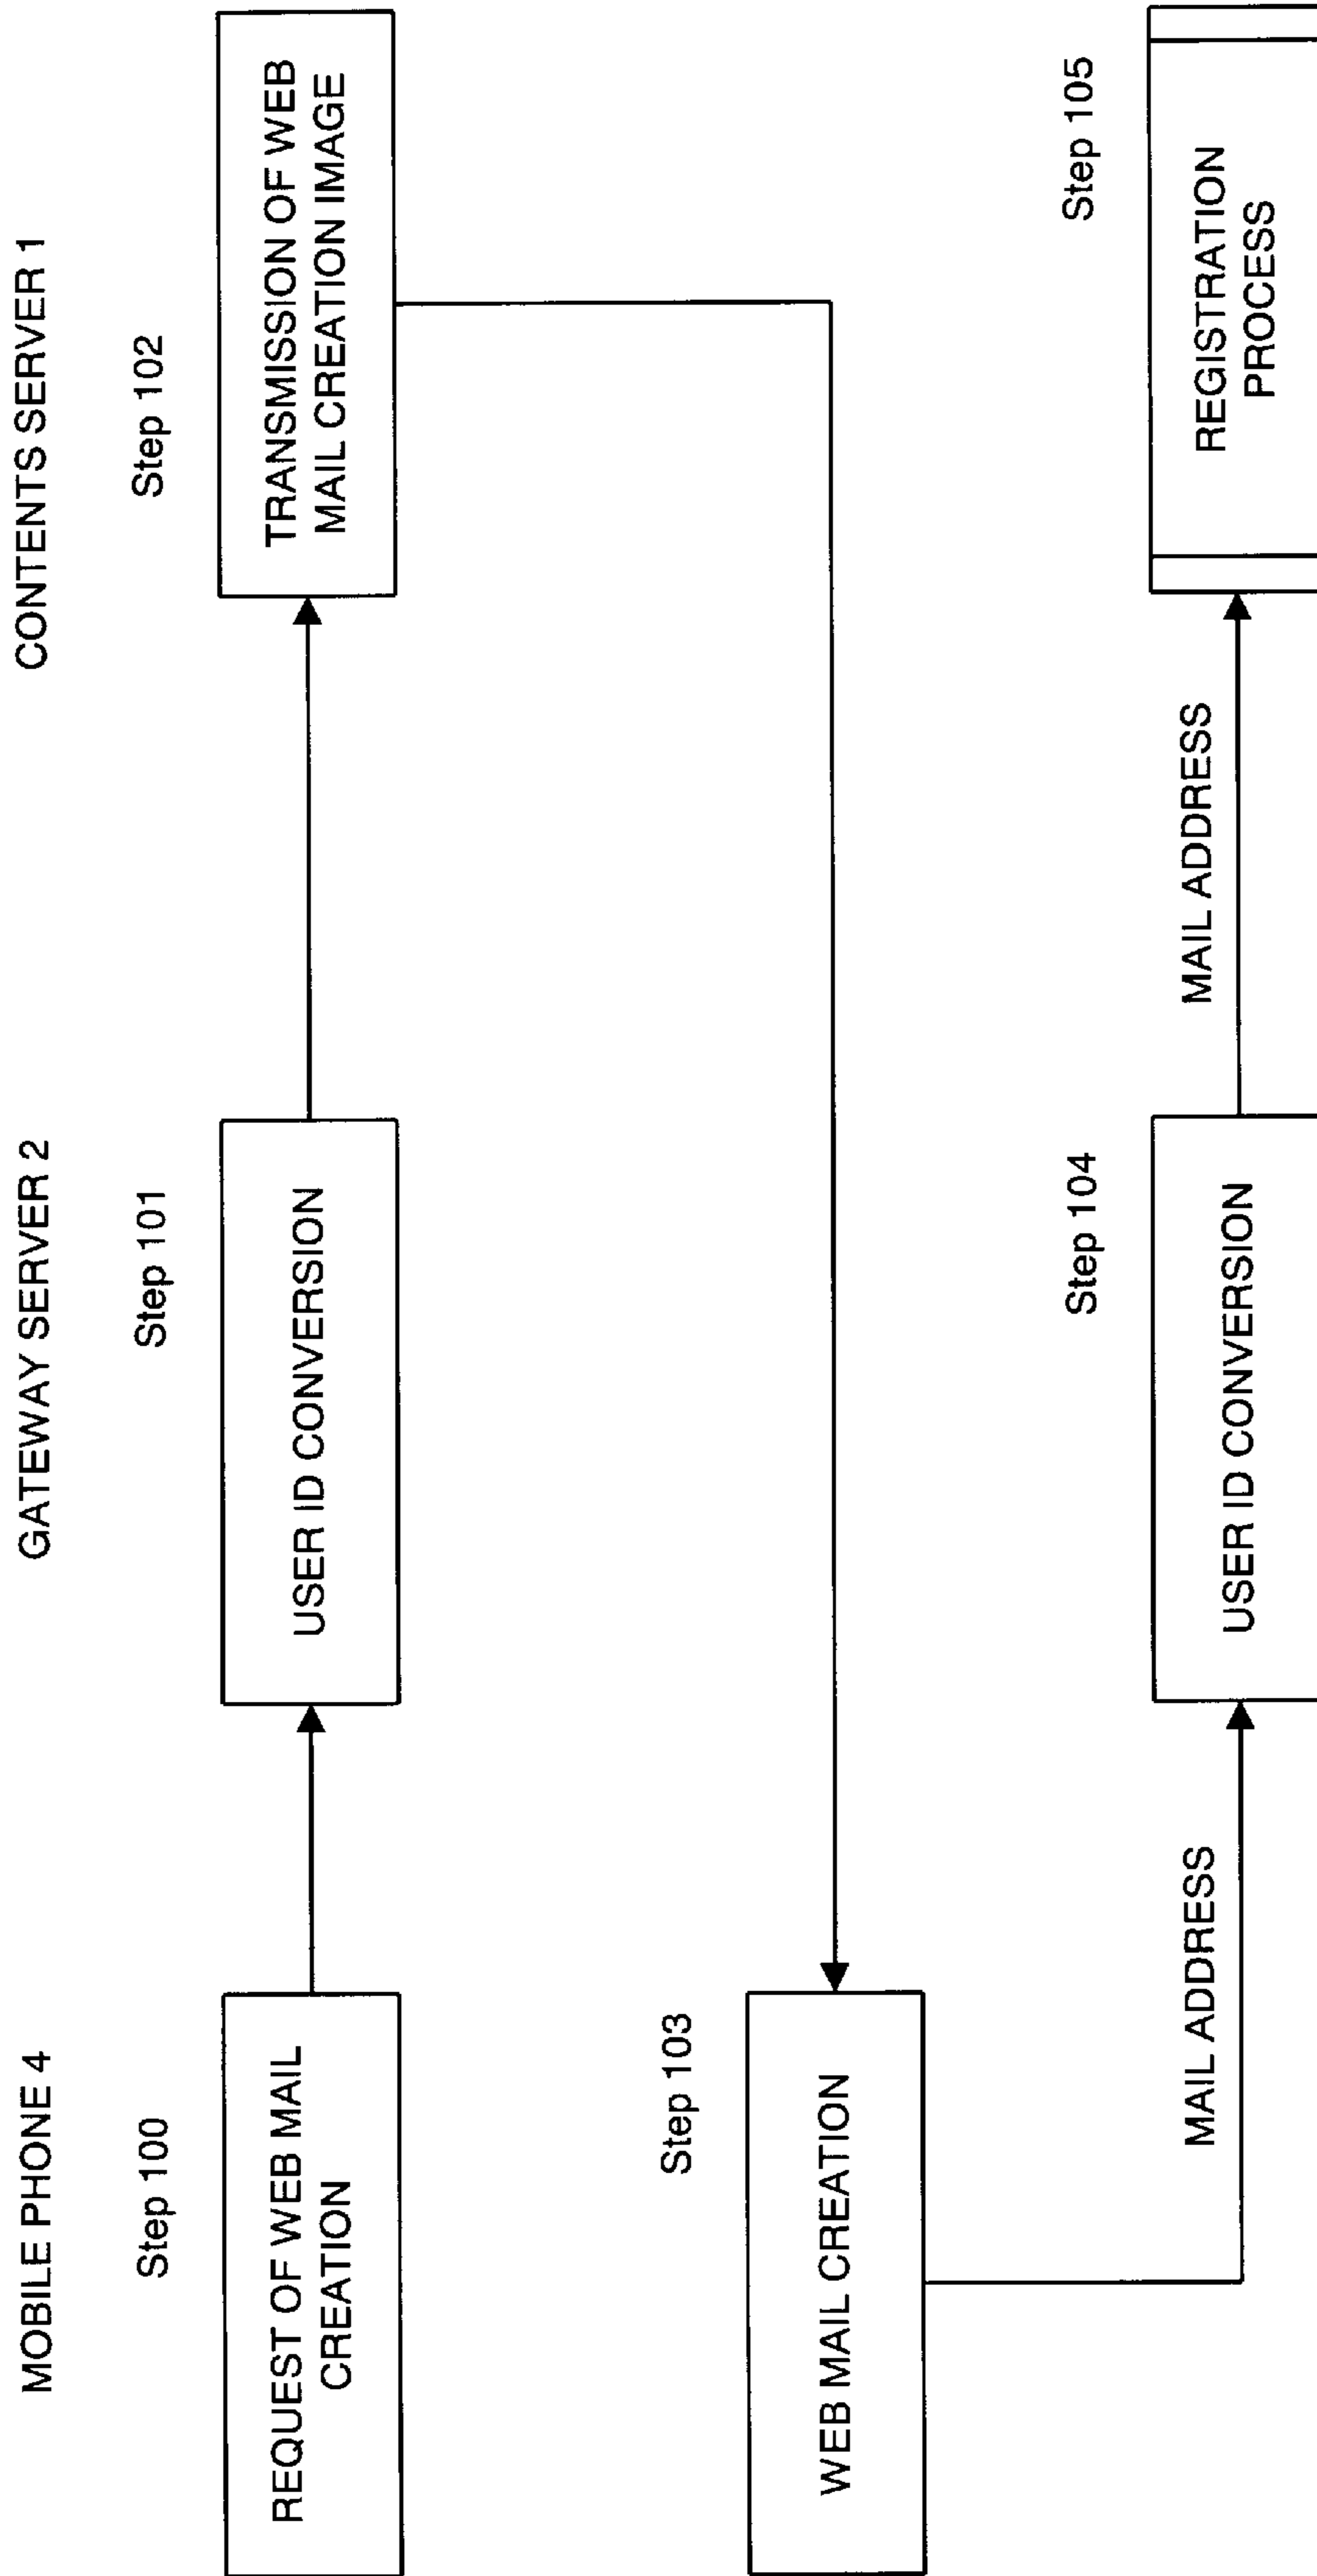 MOBILE PHONE 4
GATEWAY SERVER 2
CONTENTS SERVER 1
Step 100
Step 101
Step 102
REQUEST OF WEB MAIL
CREATION
USER ID CONVERSION
TRANSMISSION OF WEB
MAIL CREATION IMAGE
Step 103
WEB MAIL CREATION
Step 104
Step 105
MAIL ADDRESS
USER ID CONVERSION
MAIL ADDRESS
REGISTRATION
PROCESS